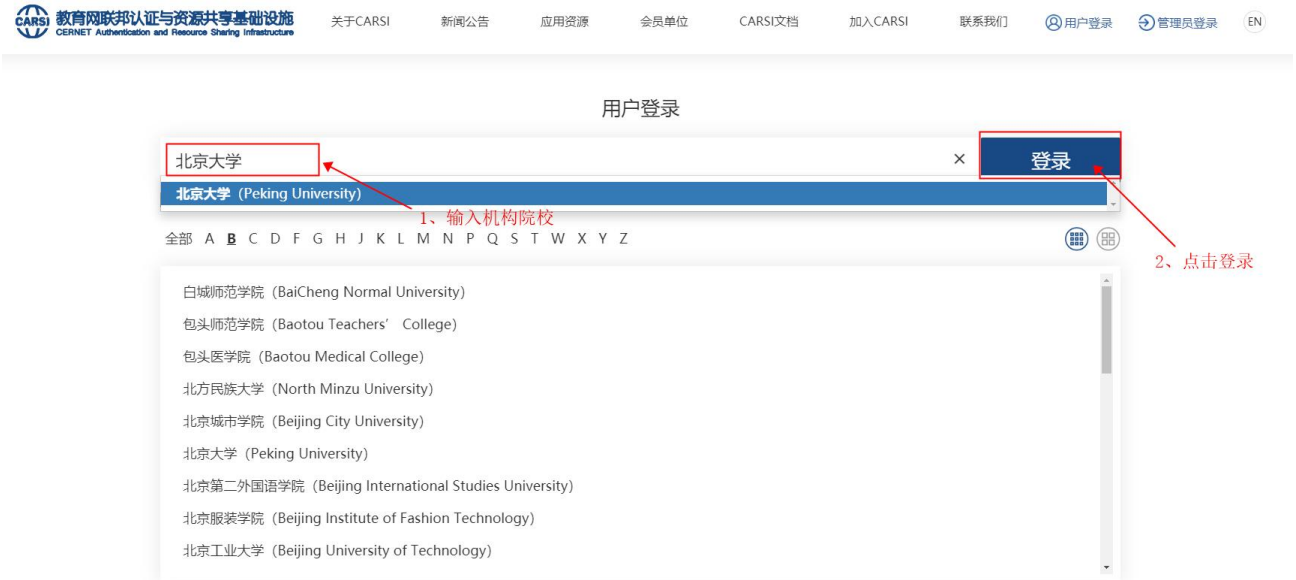 CARSI 教育网联邦认证与资源共享基础设施 关于CARSI 新闻公告 应用资源 会员单位 CARSI文档 加入CARSI 联系我们 用户登录 管理员登录 EN
CERNET Authentication and Resource Sharing Infrastructure
用户登录
北京大学 × 登录
北京大学（Peking University）
1、输入机构院校
全部 A B C D F G H J K L M N P Q S T W X Y Z
2、点击登录
白城师范学院（BaiCheng Normal University）
包头师范学院（Baotou Teachers’ College）
包头医学院（Baotou Medical College）
北方民族大学（North Minzu University）
北京城市学院（Beijing City University）
北京大学（Peking University）
北京第二外国语学院（Beijing International Studies University）
北京服装学院（Beijing Institute of Fashion Technology）
北京工业大学（Beijing University of Technology）